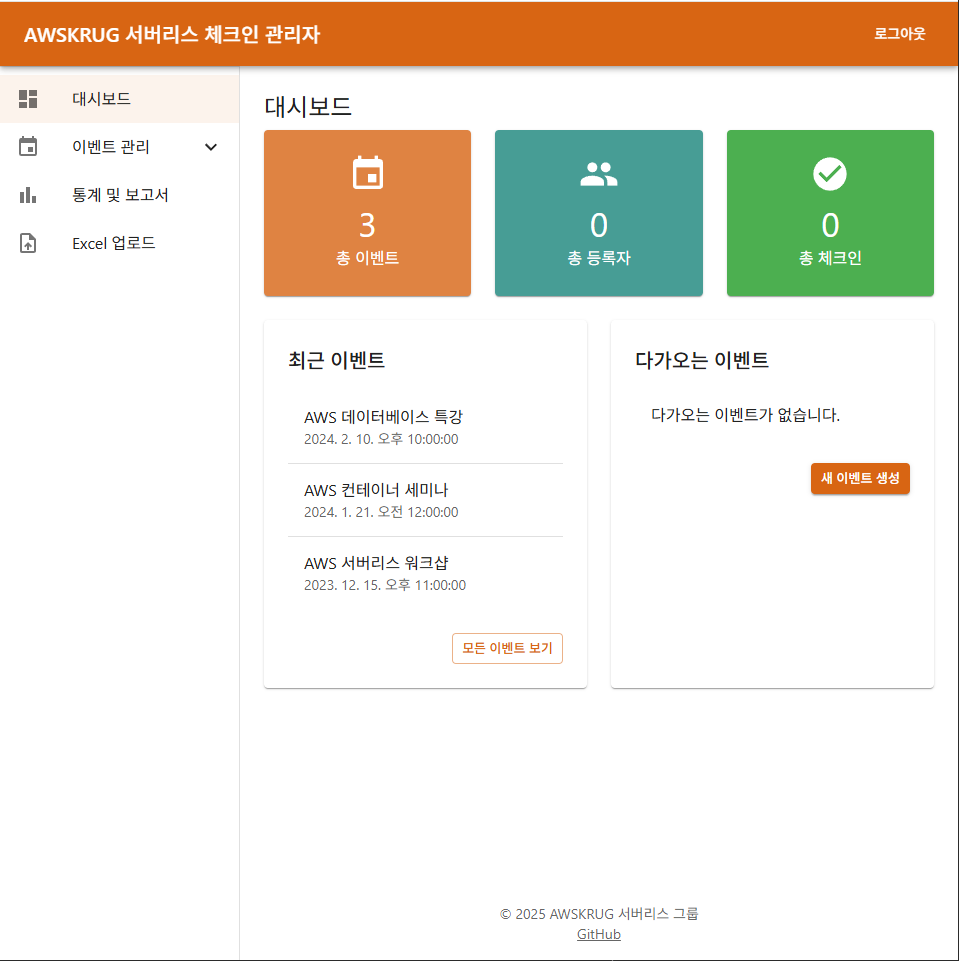 AWSKRUG 서버리스 체크인 관리자
로그아웃
대시보드
이벤트 관리
통계 및 보고서
Excel 업로드
대시보드
3
총 이벤트
0
총 등록자
0
총 체크인
최근 이벤트
AWS 데이터베이스 특강
2024. 2. 10. 오후 10:00:00
AWS 컨테이너 세미나
2024. 1. 21. 오전 12:00:00
AWS 서버리스 워크샵
2023. 12. 15. 오후 11:00:00
모든 이벤트 보기
다가오는 이벤트
다가오는 이벤트가 없습니다.
새 이벤트 생성
© 2025 AWSKRUG 서버리스 그룹
GitHub